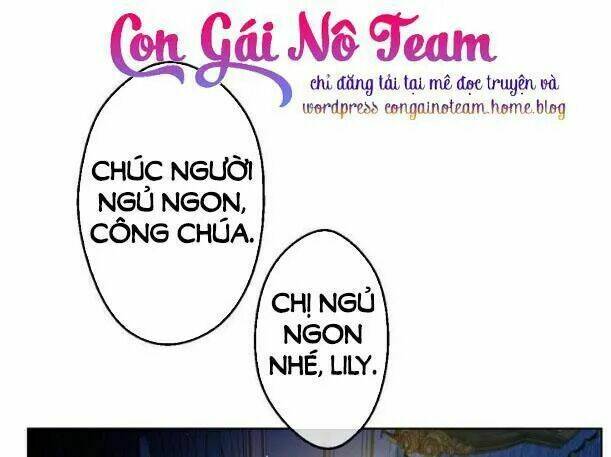 Con Gái Nô Team
chỉ đăng tải tại mê đọc truyện và
wordpress congainoteam.home.blog
CHÚC NGƯỜI
NGỦ NGON,
CÔNG CHÚA.
CHỊ NGỦ
NGON
NHÉ, LILY.